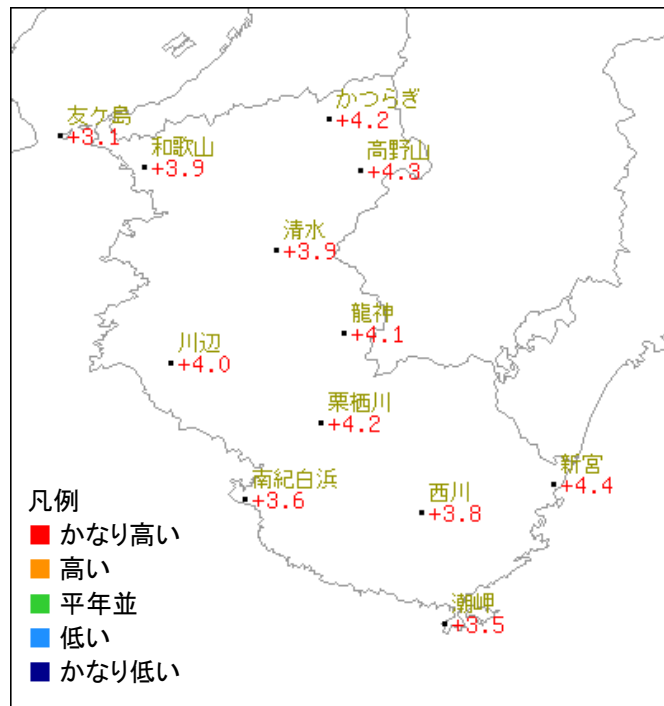 かつらぎ
+4.2
友ケ島
+3.1
和歌山
+3.9
高野山
+4.3
清水
+3.9
龍神
+4.1
川辺
+4.0
栗栖川
+4.2
新宮
+4.4
南紀白浜
+3.6
西川
+3.8
潮岬
+3.5
凡例
かなり高い
高い
平年並
低い
かなり低い